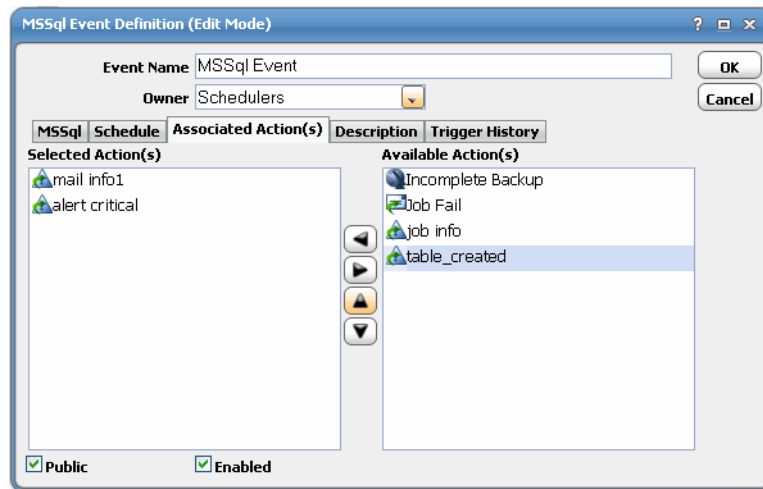 MSSql Event Definition (Edit Mode)
Event Name MSSql Event OK
Owner Schedulers Cancel
MSSql Schedule Associated Action(s) Description Trigger History
Selected Action(s) Available Action(s)
mail info1 Incomplete Backup
alert critical Job Fail
job info
table_created
Public Enabled